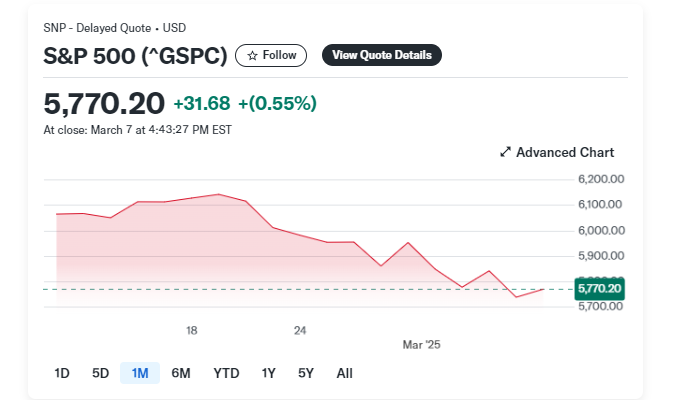 SNP - Delayed Quote • USD
S&P 500 (^GSPC) ☆ Follow View Quote Details
5,770.20 +31.68 +(0.55%)
At close: March 7 at 4:43:27 PM EST
Advanced Chart
6,200.00
6,100.00
6,000.00
5,900.00
5,770.20
5,700.00
18 24
Mar '25
1D 5D 1M 6M YTD 1Y 5Y All